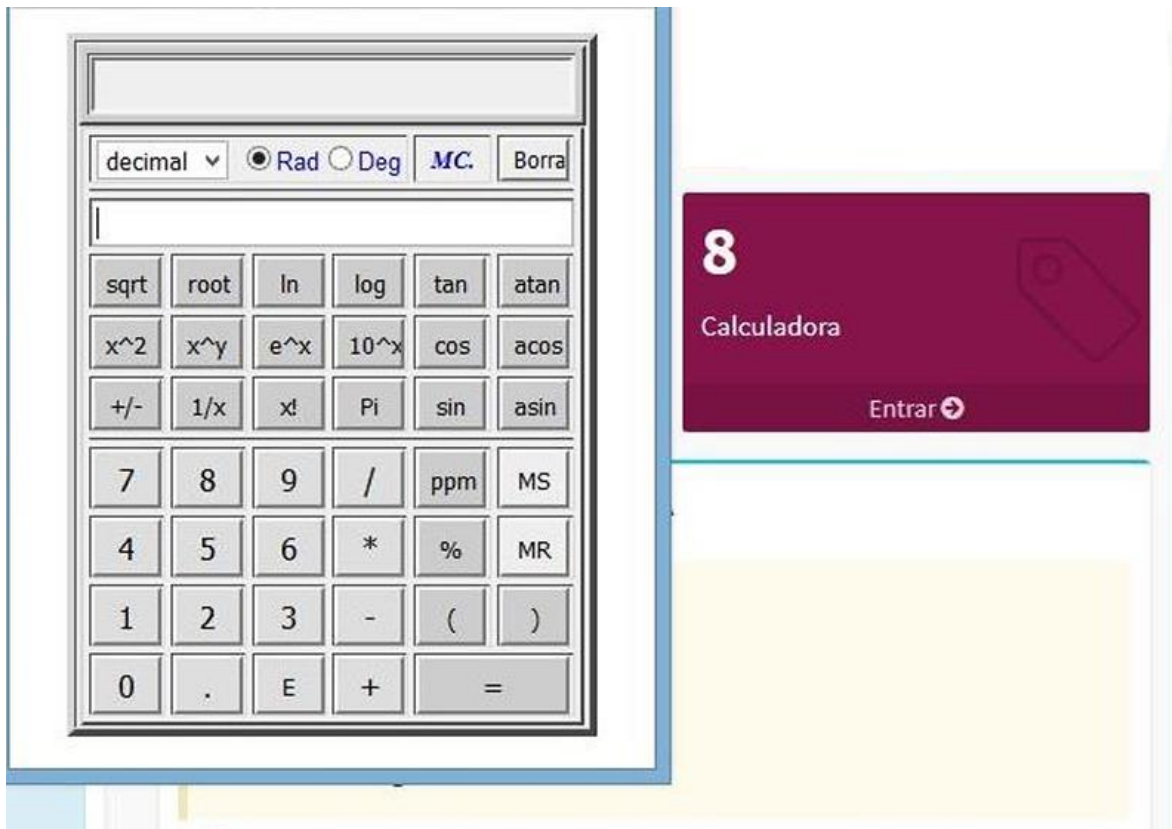 decimal Rad Deg MC. Borra
sqrt root ln log tan atan
x^2 x^y e^x 10^x cos acos
+/- 1/x x! Pi sin asin
7 8 9 / ppm MS
4 5 6 * % MR
1 2 3 - ( )
0 . E + =
8
Calculadora
Entrar